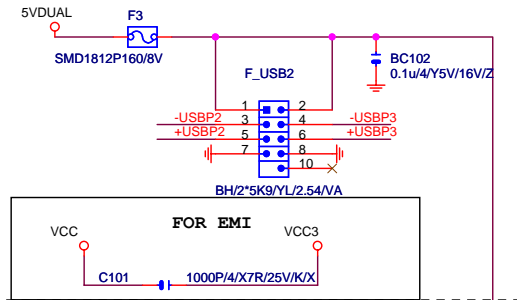 5VDUAL
F3
SMD1812P160/8V
BC102
0.1u/4/Y5V/16V/Z
F_USB2
1 2
-USBP2 3 4 -USBP3
+USBP2 5 6 +USBP3
7 8
10
BH/2*5K9/YL/2.54/VA
FOR EMI
VCC VCC3
C101 1000P/4/X7R/25V/K/X